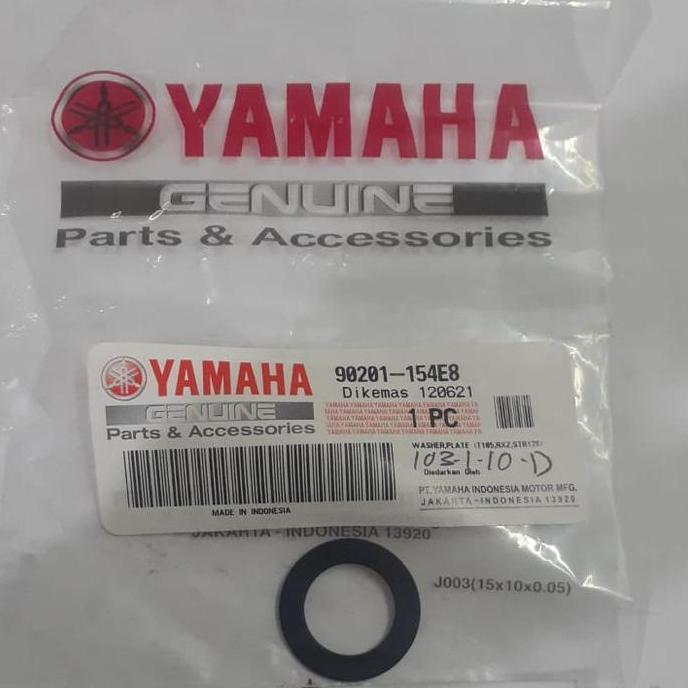 YAMAHA
GENUINE
Parts & Accessories
YAMAHA
GENUINE
Parts & Accessories
90201-154E8
Dikemas 120621
1 PC
WASHER,PLATE (T105,RXZ,STR125)
103-1-10-D
Diedarkan Oleh
PT. YAMAHA INDONESIA MOTOR MFG.
JAKARTA-INDONESIA 13920
MADE IN INDONESIA
JAKARTA - INDONESIA 13920
J003(15x10x0.05)